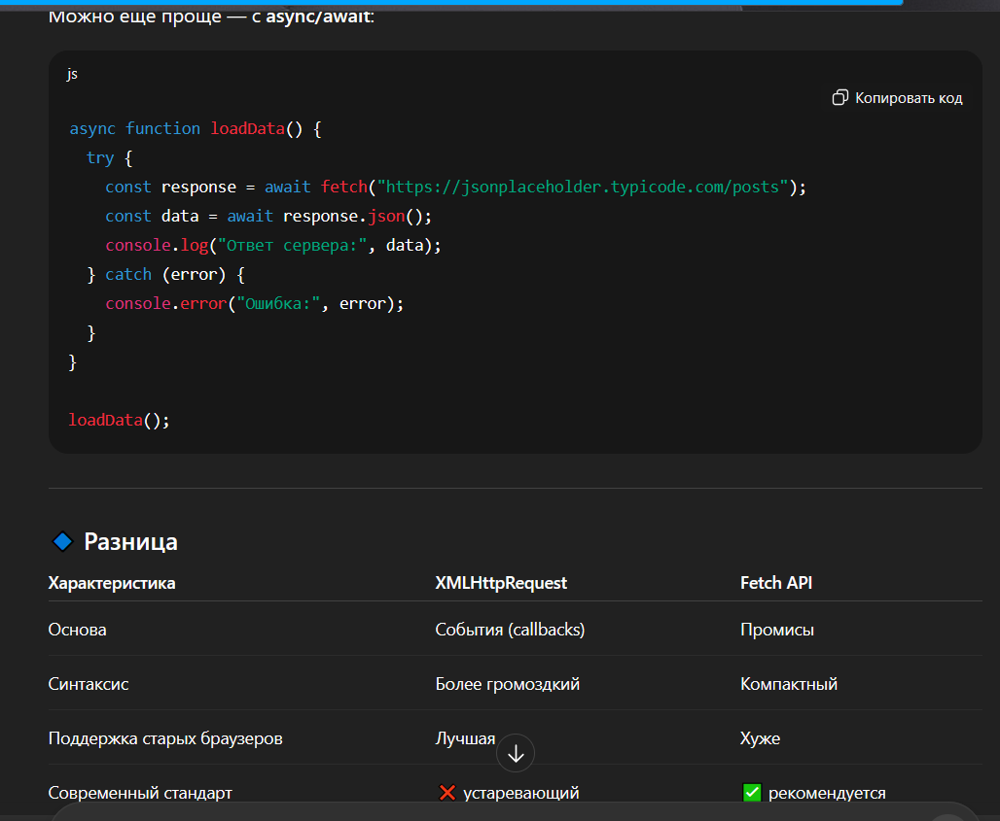 Можно ещё проще — с async/await:
js
Копировать код
async function loadData() {
  try {
    const response = await fetch("https://jsonplaceholder.typicode.com/posts");
    const data = await response.json();
    console.log("Ответ сервера:", data);
  } catch (error) {
    console.error("Ошибка:", error);
  }
}
loadData();
Разница
Характеристика XMLHttpRequest Fetch API
Основа События (callbacks) Промисы
Синтаксис Более громоздкий Компактный
Поддержка старых браузеров Лучшая Хуже
Современный стандарт ❌ устаревающий ✅ рекомендуется